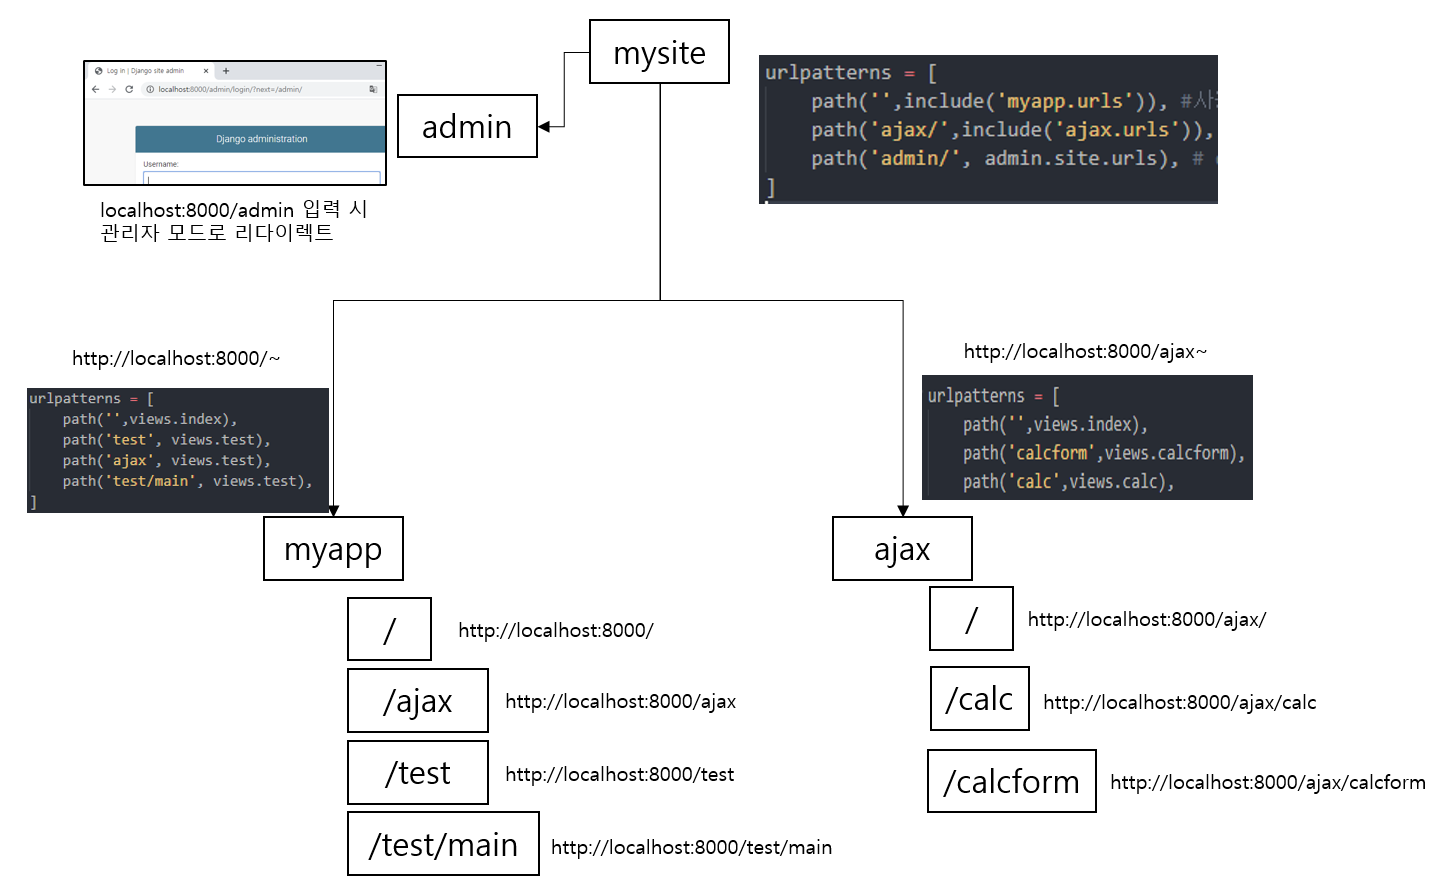 mysite
Log in | Django site admin
localhost:8000/admin/login/?next=/admin/
Django administration
Username:
admin
localhost:8000/admin 입력 시
관리자 모드로 리다이렉트
urlpatterns = [
path('',include('myapp.urls')), #사
path('ajax/',include('ajax.urls')),
path('admin/', admin.site.urls), #
]
http://localhost:8000/~
urlpatterns = [
path('',views.index),
path('test', views.test),
path('ajax', views.test),
path('test/main', views.test),
]
myapp
/
http://localhost:8000/
/ajax
http://localhost:8000/ajax
/test
http://localhost:8000/test
/test/main
http://localhost:8000/test/main
http://localhost:8000/ajax~
urlpatterns = [
path('',views.index),
path('calcform',views.calcform),
path('calc',views.calc),
ajax
/
http://localhost:8000/ajax/
/calc
http://localhost:8000/ajax/calc
/calcform
http://localhost:8000/ajax/calcform